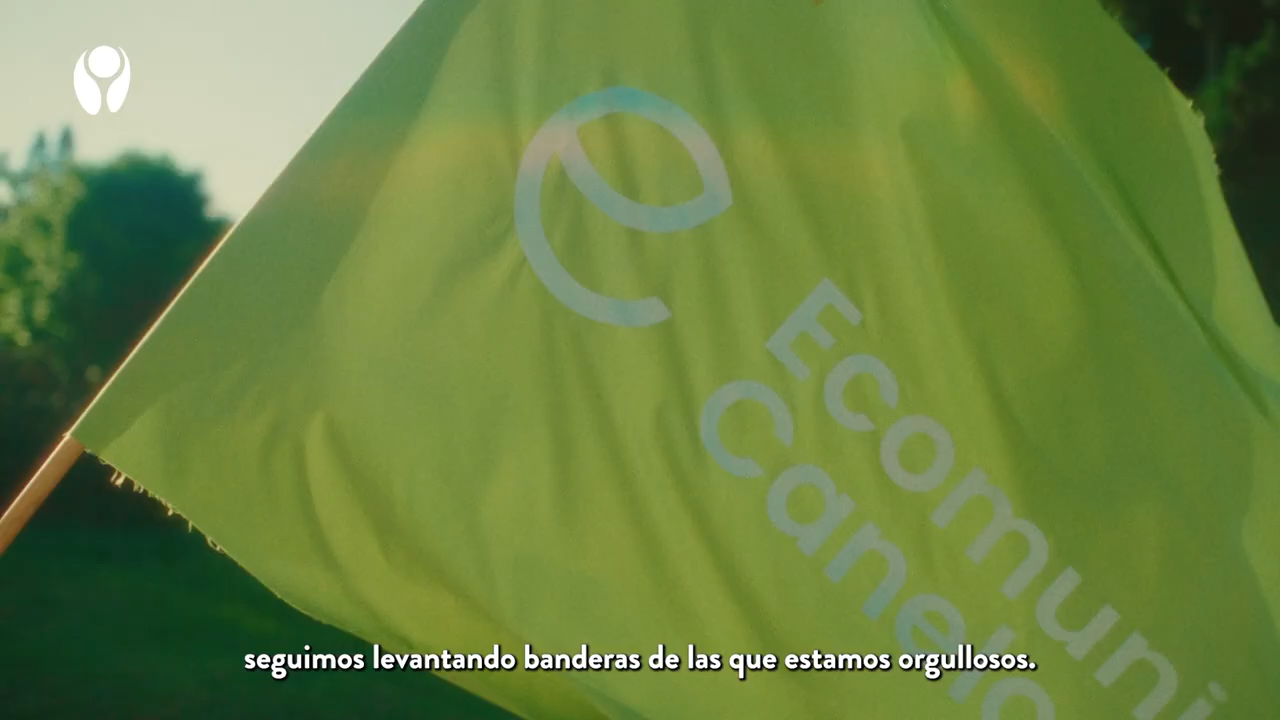 e
Ecomuni
Canelo
seguimos levantando banderas de las que estamos orgullosos.